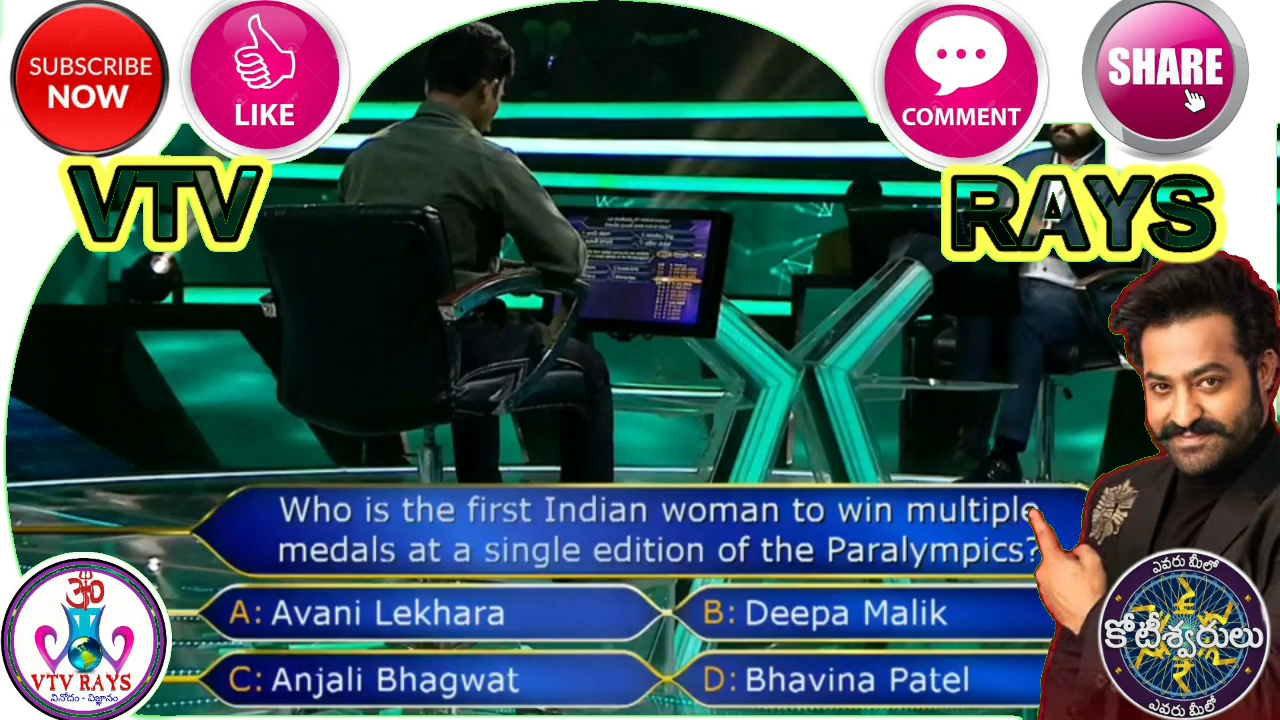 SUBSCRIBE
NOW
LIKE
COMMENT
SHARE
VTV
RAYS
Who is the first Indian woman to win multiple
medals at a single edition of the Paralympics?
A: Avani Lekhara
B: Deepa Malik
C: Anjali Bhagwat
D: Bhavina Patel
VTV RAYS
వినోదం - విజ్ఞానం
ఎవరు మీలో
కోటీశ్వరులు
ఎవరు మీలో